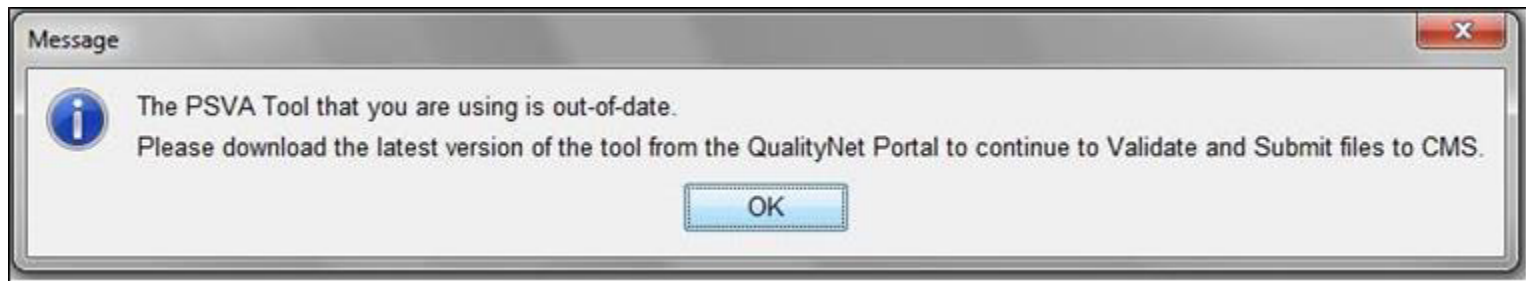 Message
The PSVA Tool that you are using is out-of-date.
Please download the latest version of the tool from the QualityNet Portal to continue to Validate and Submit files to CMS.
OK